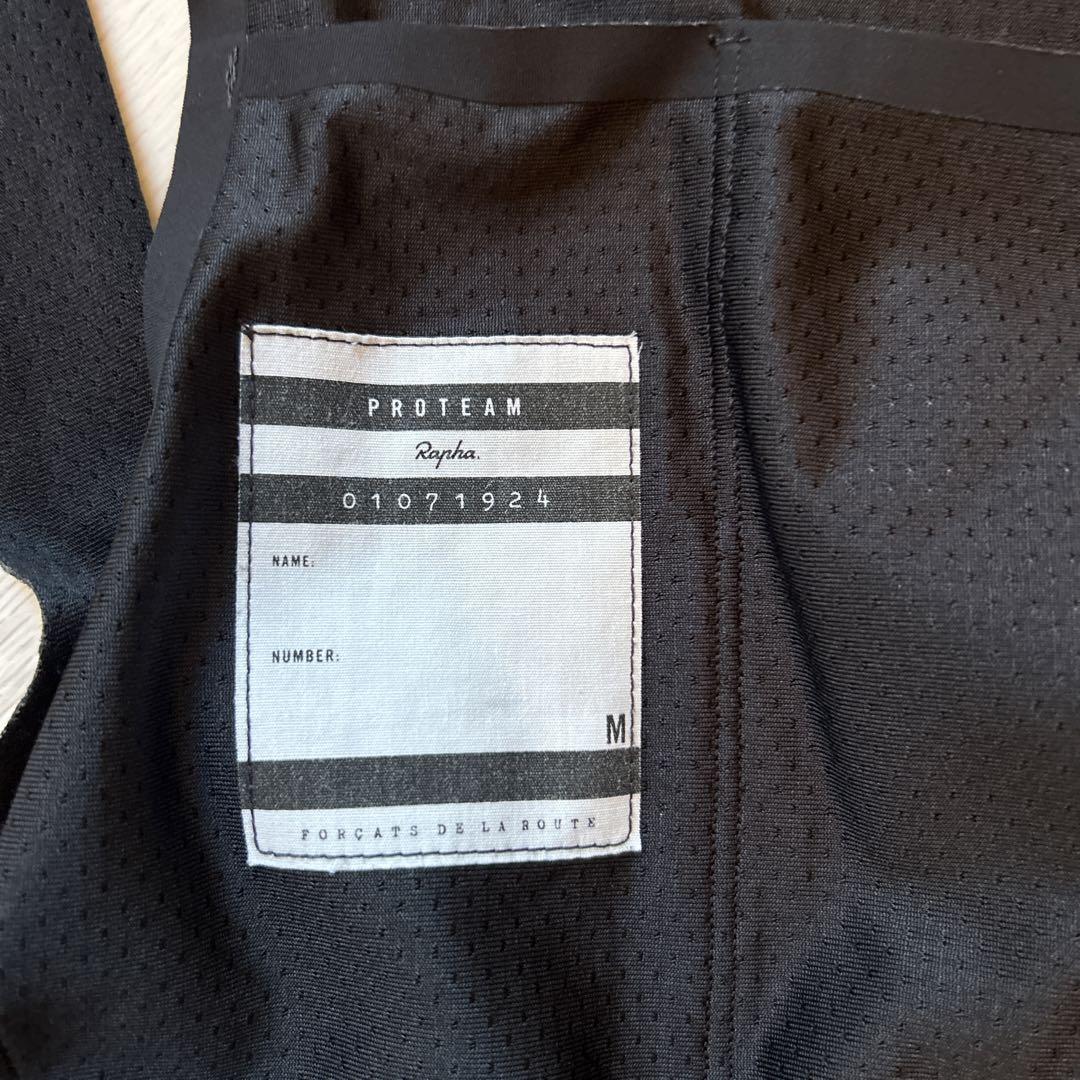 PROTEAM
Rapha.
01071924
NAME:
NUMBER:
M
FORÇATS DE LA ROUTE